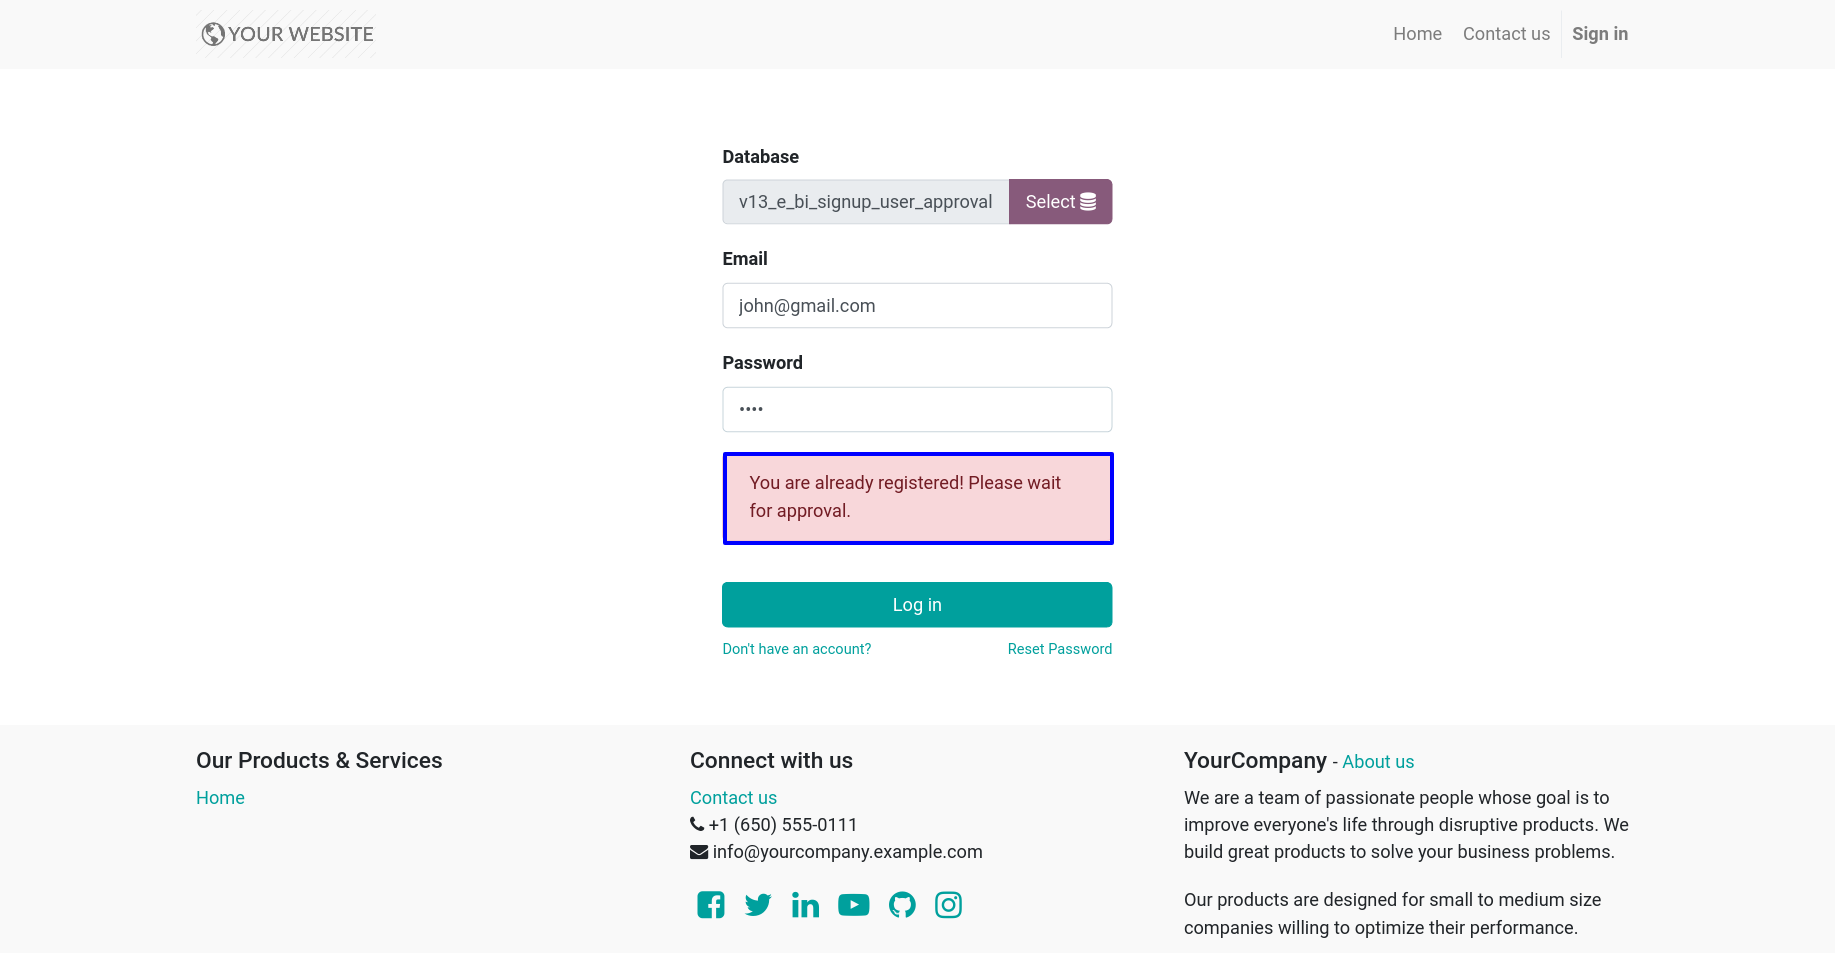 YOUR WEBSITE
Home Contact us Sign in
Database
v13_e_bi_signup_user_approval Select
Email
john@gmail.com
Password
••••
You are already registered! Please wait
for approval.
Log in
Don't have an account? Reset Password
Our Products & Services
Home
Connect with us
Contact us
+1 (650) 555-0111
info@yourcompany.example.com
YourCompany - About us
We are a team of passionate people whose goal is to
improve everyone's life through disruptive products. We
build great products to solve your business problems.
Our products are designed for small to medium size
companies willing to optimize their performance.